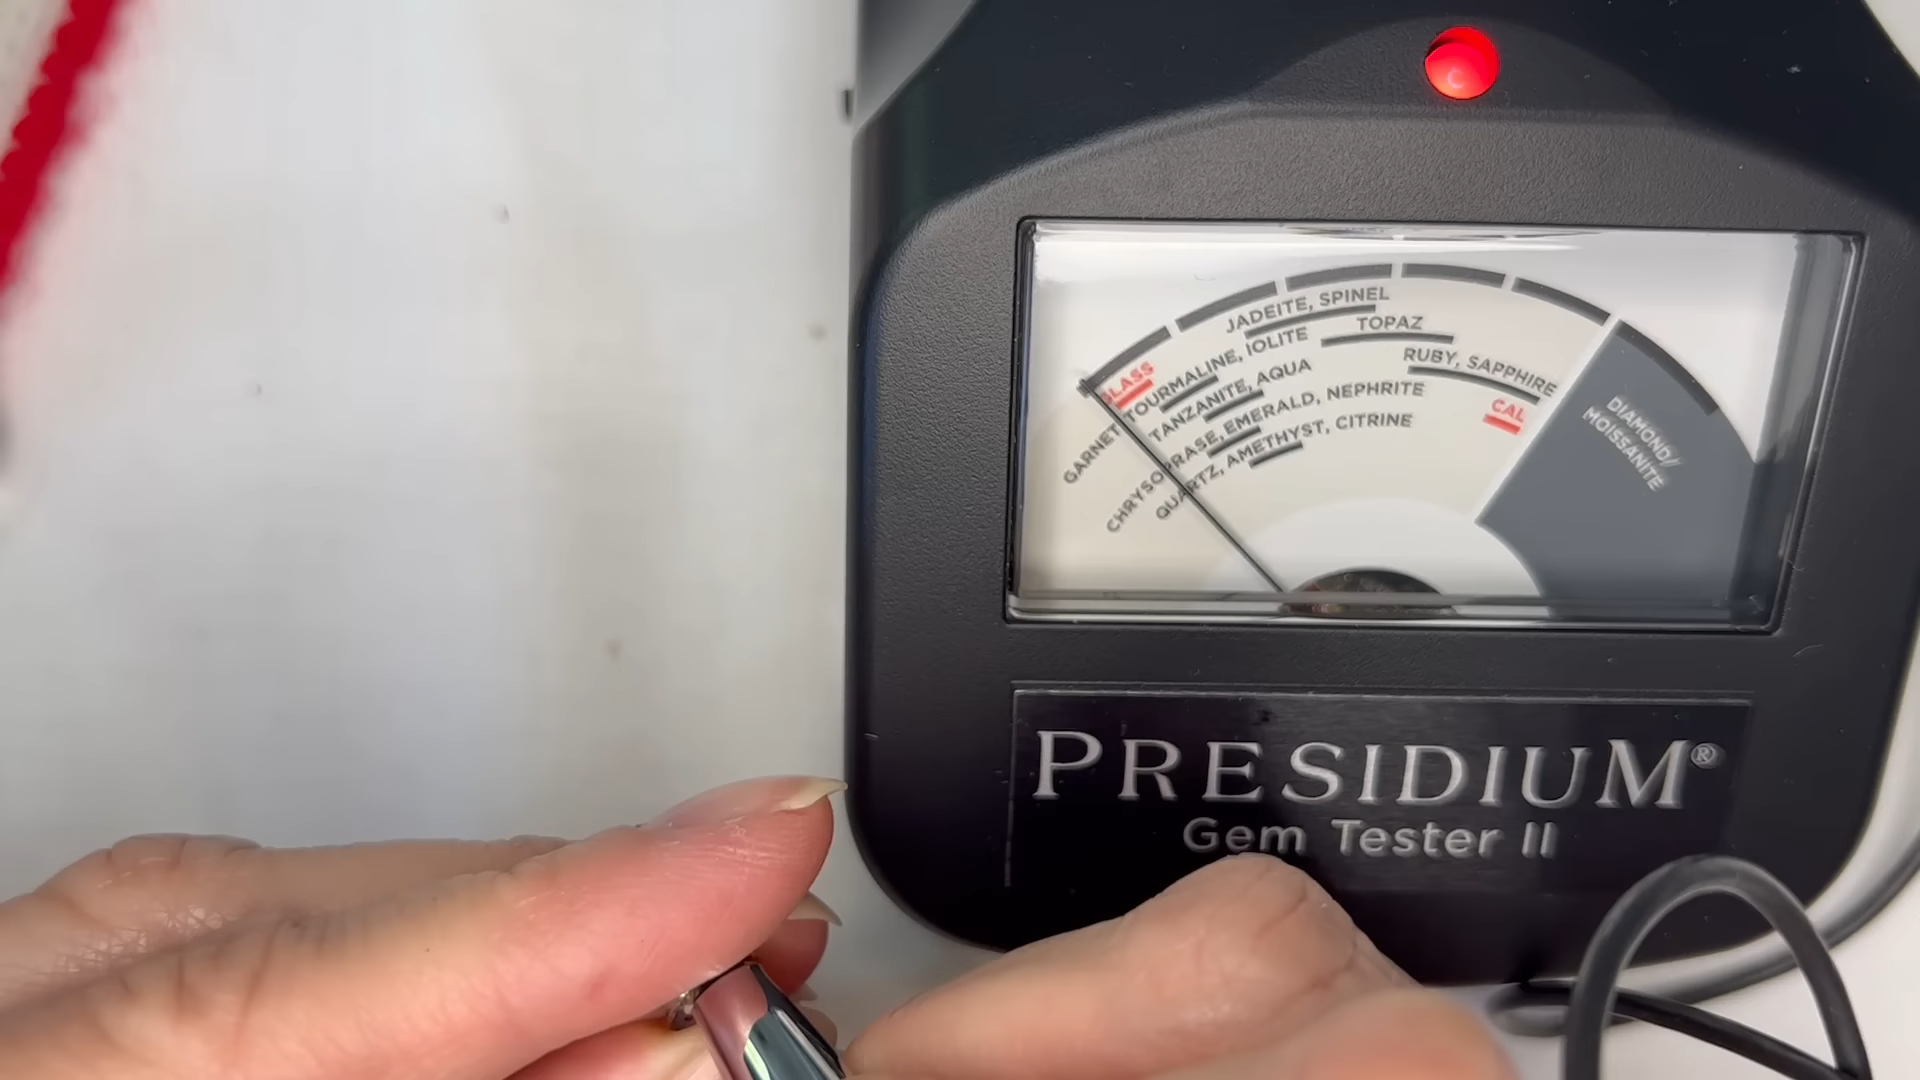 JADEITE, SPINEL
TOPAZ
GLASS
TOURMALINE, IOLITE
RUBY, SAPPHIRE
GARNET
TANZANITE, AQUA
CHRYSOPRASE, EMERALD, NEPHRITE
CAL
QUARTZ, AMETHYST, CITRINE
DIAMOND/
MOISSANITE
PRESIDIUM®
Gem Tester II